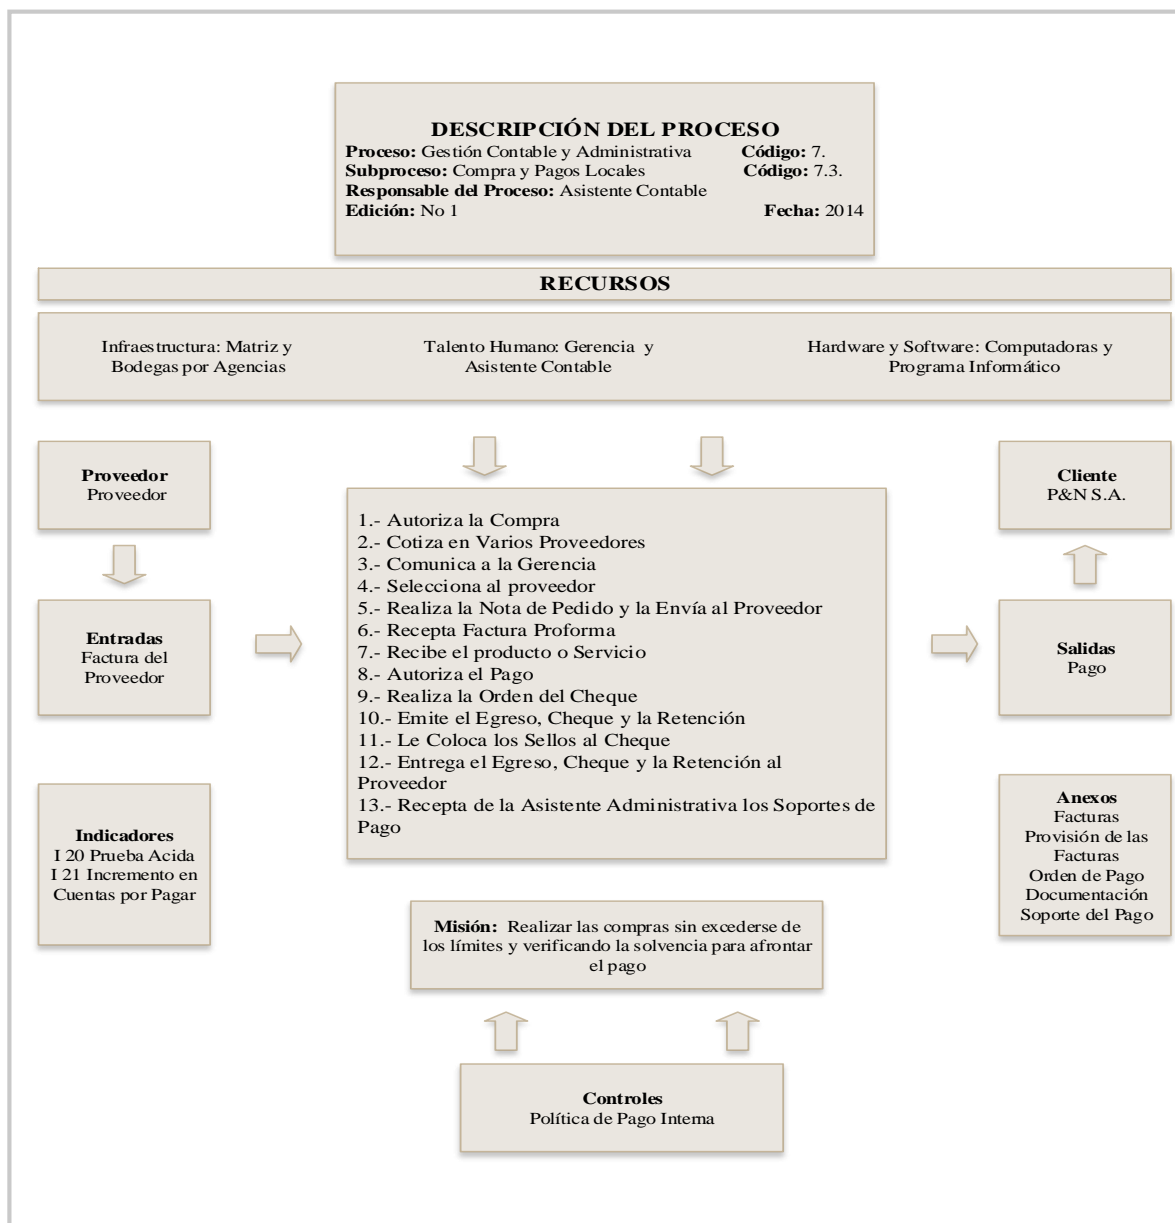 DESCRIPCIÓN DEL PROCESO
Proceso: Gestión Contable y Administrativa Código: 7.
Subproceso: Compra y Pagos Locales Código: 7.3.
Responsable del Proceso: Asistente Contable
Edición: No 1 Fecha: 2014
RECURSOS
Infraestructura: Matriz y
Bodegas por Agencias
Talento Humano: Gerencia y
Asistente Contable
Hardware y Software: Computadoras y
Programa Informático
Proveedor
Proveedor
Entradas
Factura del
Proveedor
Indicadores
I 20 Prueba Acida
I 21 Incremento en
Cuentas por Pagar
1.- Autoriza la Compra
2.- Cotiza en Varios Proveedores
3.- Comunica a la Gerencia
4.- Selecciona al proveedor
5.- Realiza la Nota de Pedido y la Envía al Proveedor
6.- Recepta Factura Proforma
7.- Recibe el producto o Servicio
8.- Autoriza el Pago
9.- Realiza la Orden del Cheque
10.- Emite el Egreso, Cheque y la Retención
11.- Le Coloca los Sellos al Cheque
12.- Entrega el Egreso, Cheque y la Retención al
Proveedor
13.- Recepta de la Asistente Administrativa los Soportes de
Pago
Cliente
P&N S.A.
Salidas
Pago
Anexos
Facturas
Provisión de las
Facturas
Orden de Pago
Documentación
Soporte del Pago
Misión: Realizar las compras sin excederse de
los límites y verificando la solvencia para afrontar
el pago
Controles
Política de Pago Interna